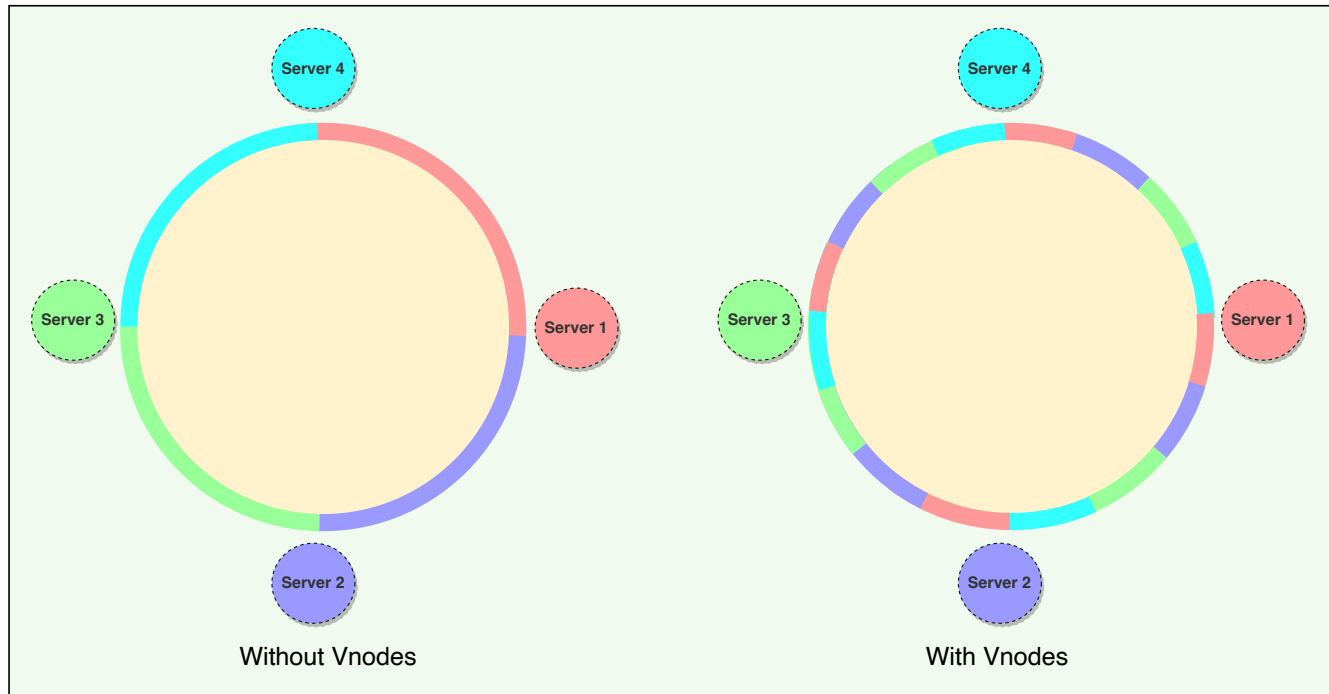 Server 4
Server 3
Server 1
Server 2
Without Vnodes
Server 4
Server 3
Server 1
Server 2
With Vnodes